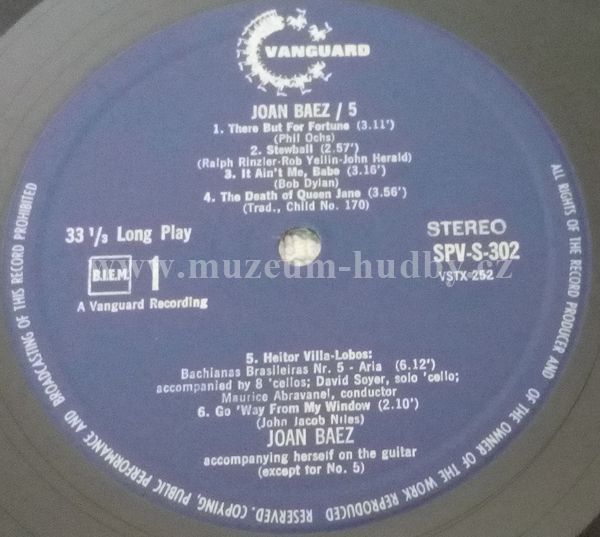 VANGUARD
JOAN BAEZ / 5
1. There But For Fortune (3.11')
(Phil Ochs)
2. Stewball (2.57')
(Ralph Rinzler-Rob Yellin-John Herald)
3. It Ain't Me, Babe (3.16')
(Bob Dylan)
4. The Death of Queen Jane (3.56')
(Trad., Child No. 170)
33 1/3 Long Play
STEREO
SPV-S-302
VSTX 252
B.I.E.M.
1
A Vanguard Recording
www.muzeum-hudby.cz
5. Heitor Villa-Lobos:
Bachianas Brasileiras Nr. 5 - Aria (6.12')
accompanied by 8 'cellos; David Soyer, solo 'cello;
Maurice Abravanel, conductor
6. Go 'Way From My Window (2.10')
(John Jacob Niles)
JOAN BAEZ
accompanying herself on the guitar
(except for No. 5)
ALL RIGHTS OF THE RECORD PRODUCER AND OF THE OWNER OF THE WORK REPRODUCED RESERVED. COPYING, PUBLIC PERFORMANCE AND BROADCASTING OF THIS RECORD PROHIBITED